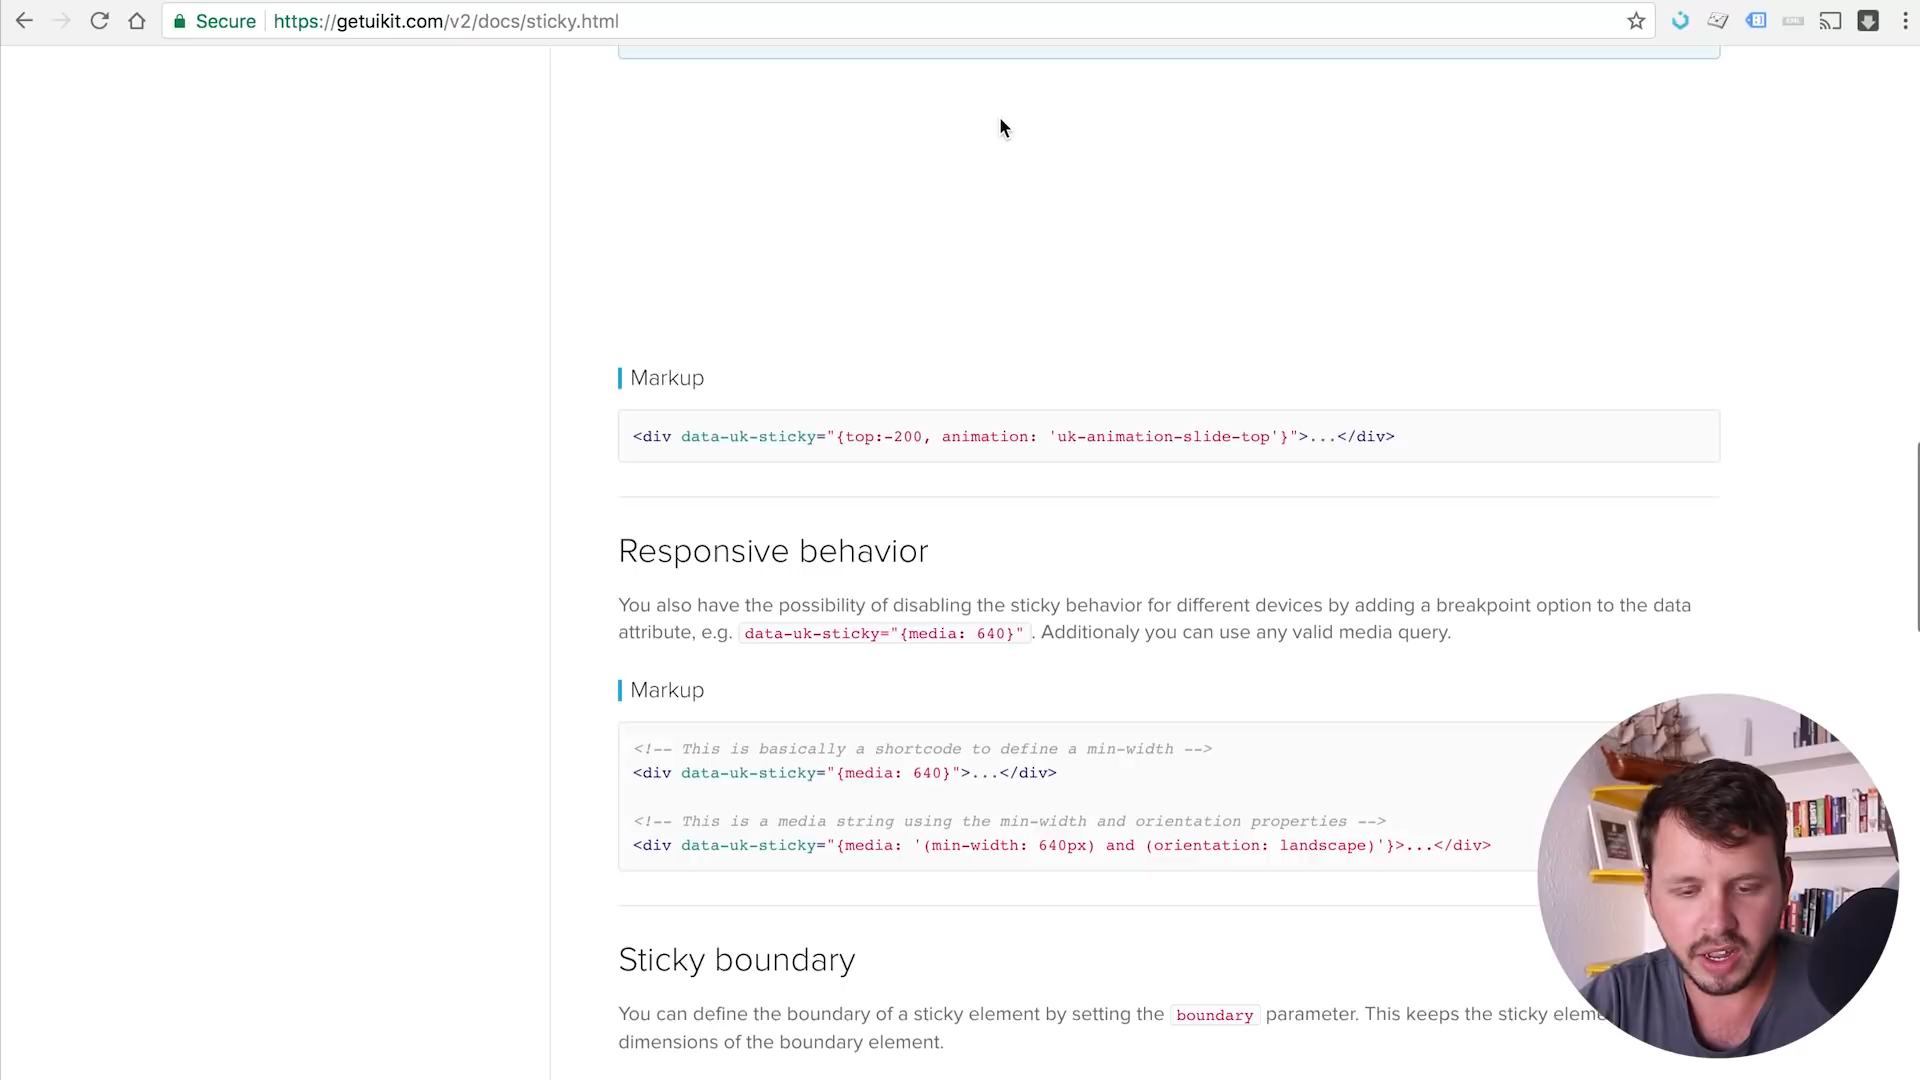 Secure https://getuikit.com/v2/docs/sticky.html
Markup
<div data-uk-sticky="{top:-200, animation: 'uk-animation-slide-top'}">...</div>
Responsive behavior
You also have the possibility of disabling the sticky behavior for different devices by adding a breakpoint option to the data
attribute, e.g. data-uk-sticky="{media: 640}" . Additionaly you can use any valid media query.
Markup
<!-- This is basically a shortcode to define a min-width -->
<div data-uk-sticky="{media: 640}">...</div>
<!-- This is a media string using the min-width and orientation properties -->
<div data-uk-sticky="{media: '(min-width: 640px) and (orientation: landscape)'}>...</div>
Sticky boundary
You can define the boundary of a sticky element by setting the boundary parameter. This keeps the sticky
dimensions of the boundary element.